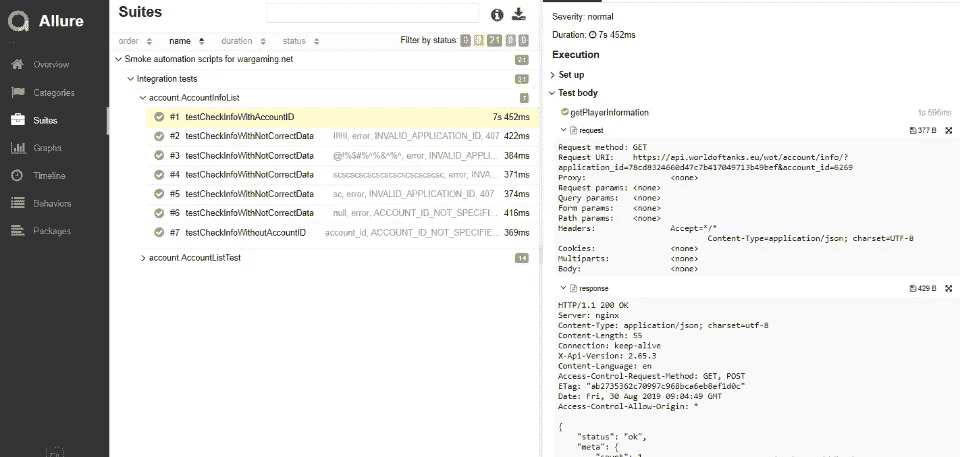 Allure
Overview
Categories
Suites
Graphs
Timeline
Behaviors
Packages
Suites
order name duration status Filter by status: 0 0 21 0 0
Smoke automation scripts for wargaming.net 21
Integration tests 21
account.AccountInfoList 7
#1 testCheckInfoWithAccountID 7s 452ms
#2 testCheckInfoWithNotCorrectData error, INVALID_APPLICATION_ID, 407 422ms
#3 testCheckInfoWithNotCorrectData error, INVALID_APPLI... 384ms
#4 testCheckInfoWithNotCorrectData error, INVA... 371ms
#5 testCheckInfoWithNotCorrectData sc, error, INVALID_APPLICATION_ID, 407 374ms
#6 testCheckInfoWithNotCorrectData null, error, ACCOUNT_ID_NOT_SPECIFIE... 416ms
#7 testCheckInfoWithoutAccountID account_id, ACCOUNT_ID_NOT_SPECIFIE... 369ms
account.AccountListTest 14
Severity: normal
Duration: 7s 452ms
Execution
Set up
Test body
getPlayerInformation 1s 596ms
request 377 B
Request method: GET
Request URI: https://api.worldoftanks.eu/wot/account/info/?
application_id=78cd8324660d47c7b417049713b49bef&account_id=6269
Proxy: <none>
Request params: <none>
Query params: <none>
Form params: <none>
Path params: <none>
Headers: Accept=*/*
Content-Type=application/json; charset=UTF-8
Cookies: <none>
Multiparts: <none>
Body: <none>
response 429 B
HTTP/1.1 200 OK
Server: nginx
Content-Type: application/json; charset=utf-8
Content-Length: 55
Connection: keep-alive
X-Api-Version: 2.65.3
Content-Language: en
Access-Control-Request-Method: GET, POST
ETag: "ab2735362c70997c968bca6eb8ef1d0c"
Date: Fri, 30 Aug 2019 09:04:49 GMT
Access-Control-Allow-Origin: *
{
"status": "ok",
"meta": {